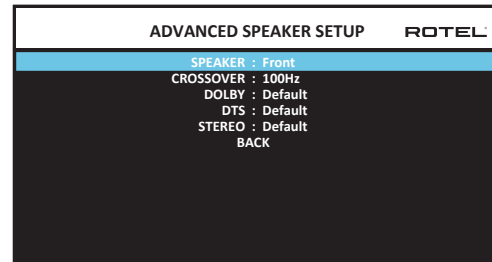 ADVANCED SPEAKER SETUP ROTEL
SPEAKER : Front
CROSSOVER : 100Hz
DOLBY : Default
DTS : Default
STEREO : Default
BACK